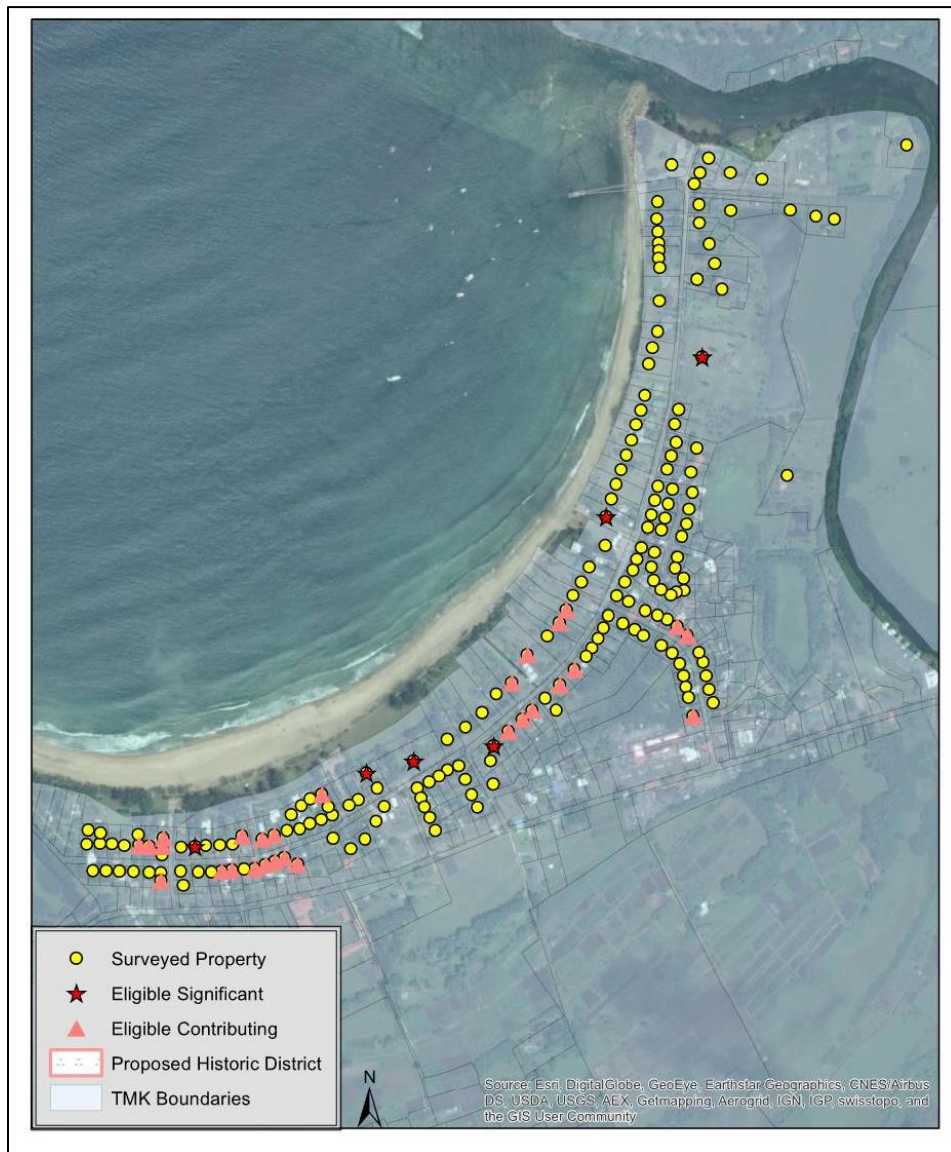 Surveyed Property
Eligible Significant
Eligible Contributing
Proposed Historic District
TMK Boundaries
N
Source: Esri, DigitalGlobe, GeoEye, Earthstar Geographics, CNES/Airbus
DS, USDA, USGS, AEX, Getmapping, Aerogrid, IGN, IGP, swisstopo, and
the GIS User Community